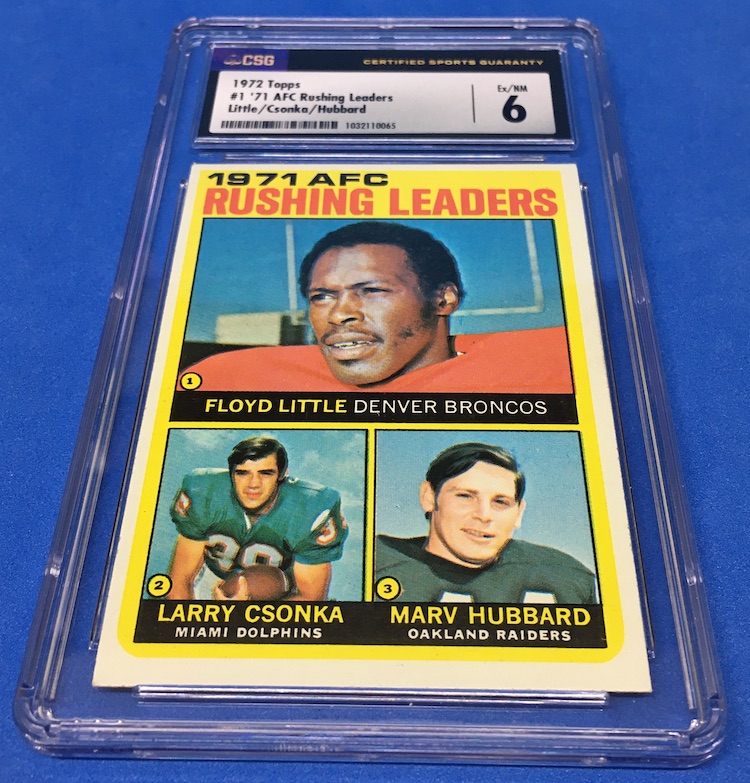 CSG CERTIFIED SPORTS GUARANTY
1972 Topps
#1 '71 AFC Rushing Leaders
Little/Csonka/Hubbard
1032110065
Ex/NM
6
1971 AFC
RUSHING LEADERS
1
FLOYD LITTLE DENVER BRONCOS
39
2
3
LARRY CSONKA
MIAMI DOLPHINS
MARV HUBBARD
OAKLAND RAIDERS